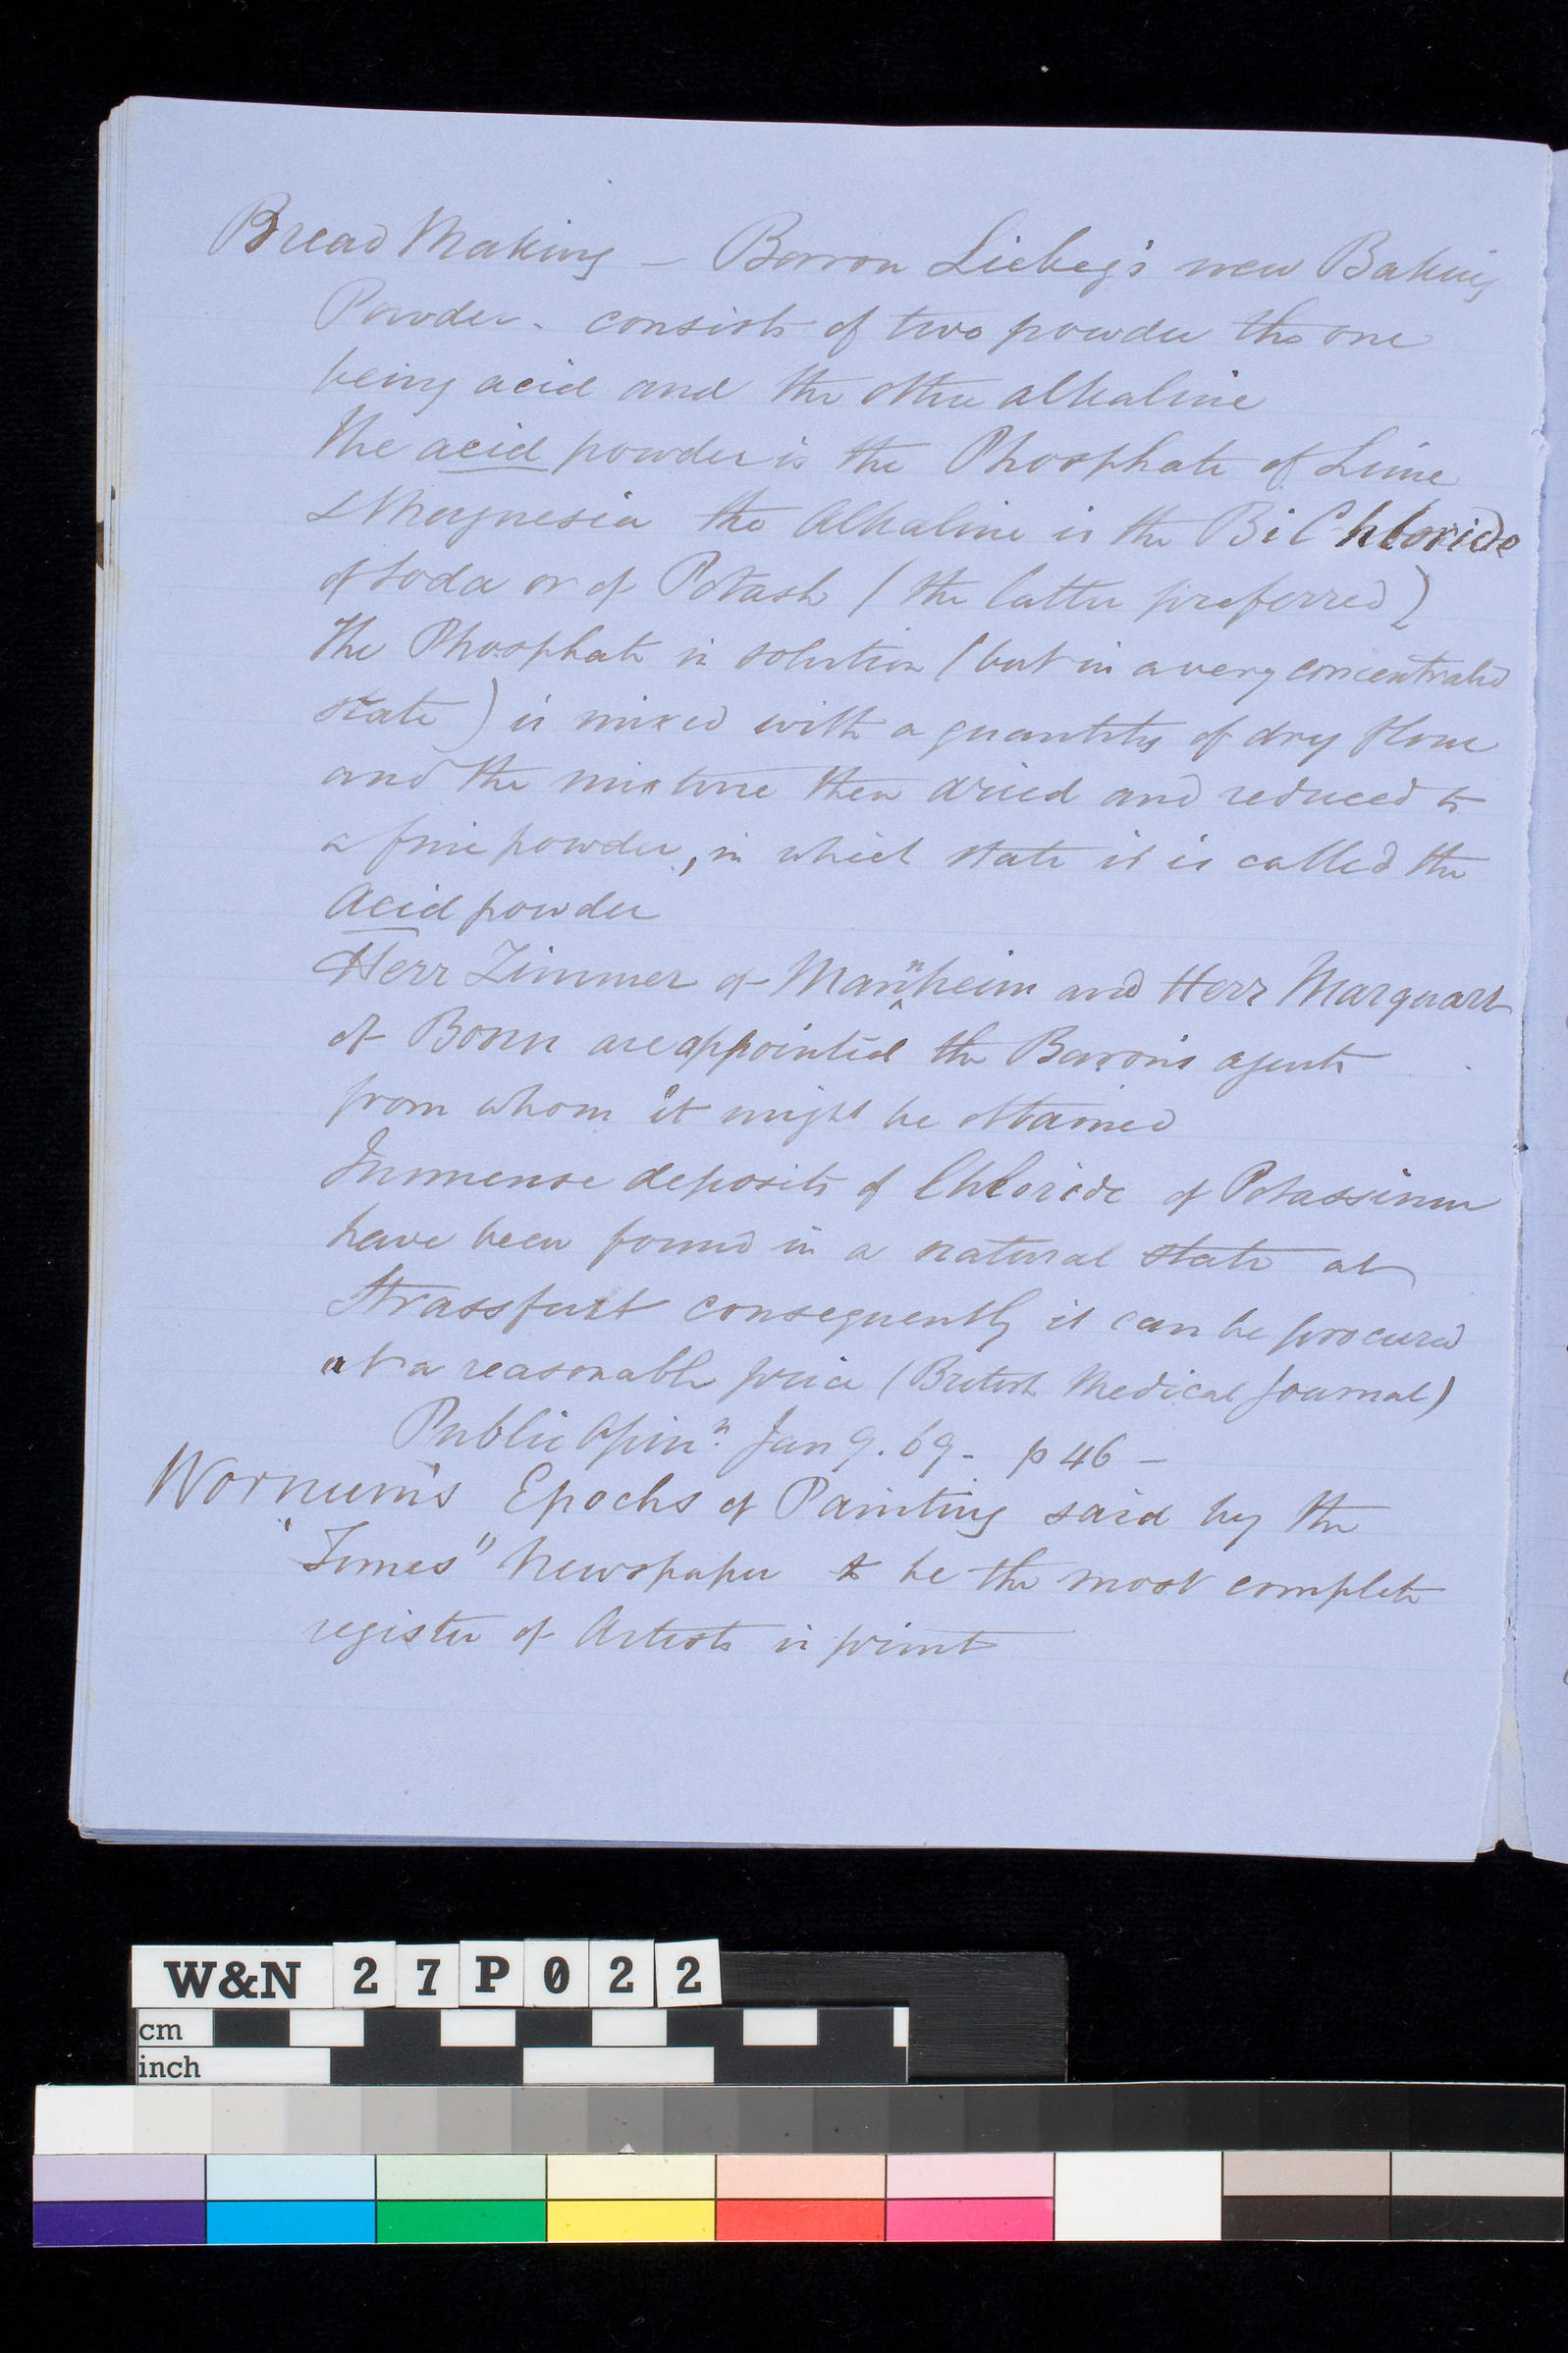 Bread Making – Barron Liebeg's new Baking
Powder. consists of two powder the one
being acid and the other alkaline
The acid powder is the Phosphate of Lime
& Magnesia the Alkaline is the BiChloride
of Soda or of Potash (the latter preferred)
The Phosphate in solution (but in a very concentrated
state) is mixed with a quantity of dry flour
and the mixture then dried and reduced to
a fine powder, in which state it is called the
Acid powder
Herr Zimmer of Mannheim and Herr Marquart
of Bonn are appointed the Baron's agents
from whom it might be obtained
Immense deposits of Chloride of Potassium
have been found in a natural state at
Strassfurt consequently it can be procured
at a reasonable price (British Medical Journal)
Public Opinn. Jan 9. 69 – p 46 –
Wornum's Epochs of Painting said by the
"Times" Newspaper to be the most complete
register of Artists in print
W&N 27P022
cm
inch